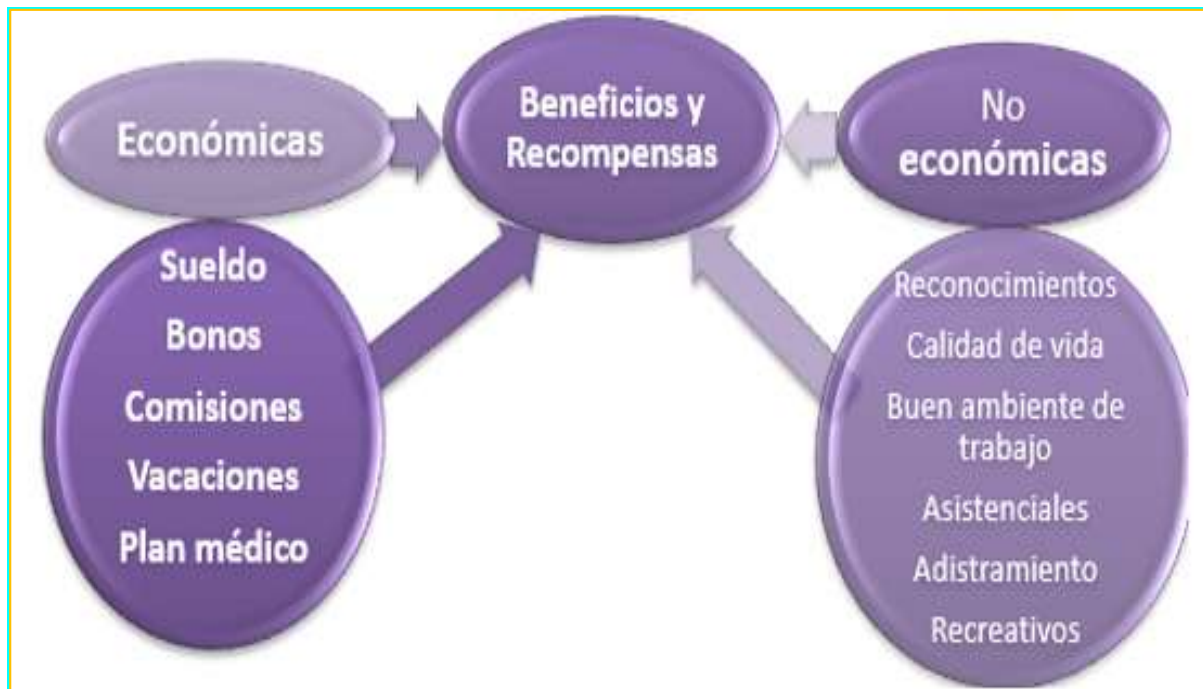 Económicas
Beneficios y
Recompensas
No
económicas
Sueldo
Bonos
Comisiones
Vacaciones
Plan médico
Reconocimientos
Calidad de vida
Buen ambiente de
trabajo
Asistenciales
Adistramiento
Recreativos